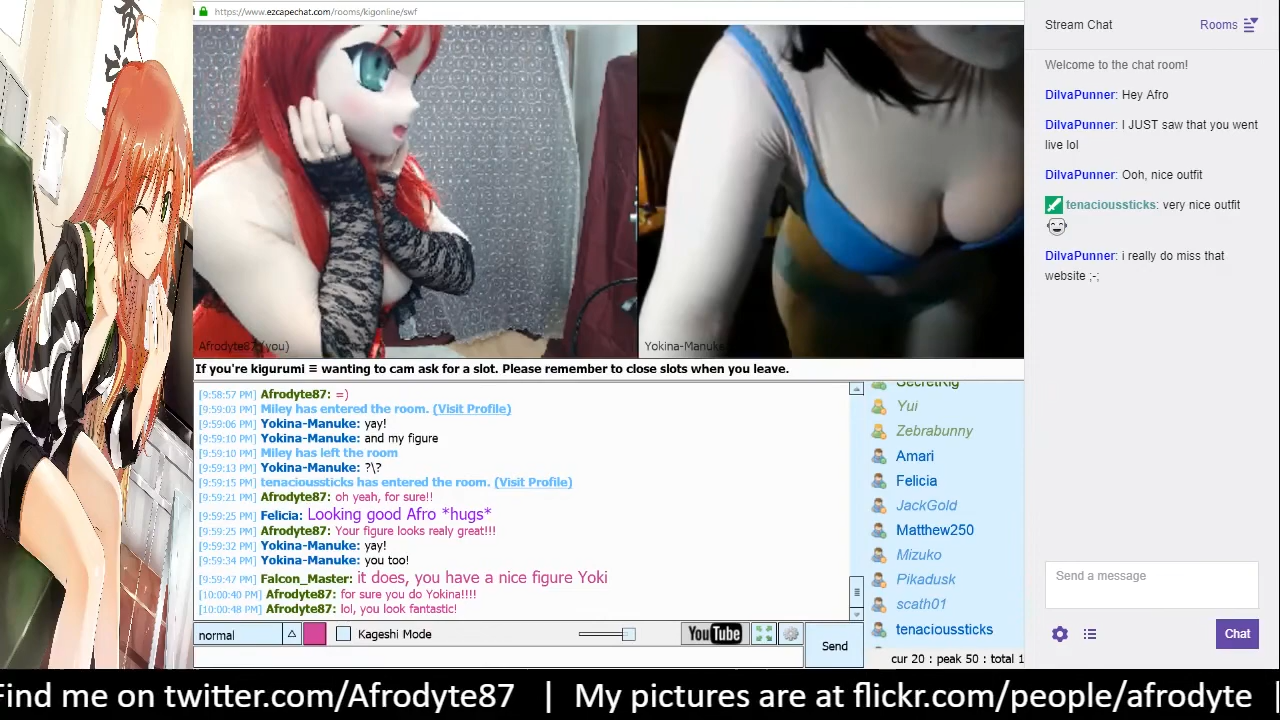 https://www.ezcapechat.com/rooms/kigonline/swf
Afrodyte87 (you)
Yokina-Manuke
If you're kigurumi ≡ wanting to cam ask for a slot. Please remember to close slots when you leave.
[9:58:57 PM] Afrodyte87: =)
[9:59:03 PM] Miley has entered the room. (Visit Profile)
[9:59:06 PM] Yokina-Manuke: yay!
[9:59:10 PM] Yokina-Manuke: and my figure
[9:59:10 PM] Miley has left the room
[9:59:13 PM] Yokina-Manuke: ?\?
[9:59:15 PM] tenacioussticks has entered the room. (Visit Profile)
[9:59:21 PM] Afrodyte87: oh yeah, for sure!!
[9:59:25 PM] Felicia: Looking good Afro *hugs*
[9:59:25 PM] Afrodyte87: Your figure looks realy great!!!
[9:59:32 PM] Yokina-Manuke: yay!
[9:59:34 PM] Yokina-Manuke: you too!
[9:59:47 PM] Falcon_Master: it does, you have a nice figure Yoki
[10:00:40 PM] Afrodyte87: for sure you do Yokina!!!!
[10:00:48 PM] Afrodyte87: lol, you look fantastic!
normal
Kageshi Mode
YouTube
Send
SecretKig
Yui
Zebrabunny
Amari
Felicia
JackGold
Matthew250
Mizuko
Pikadusk
scath01
tenacioussticks
cur 20 : peak 50 : total 1
Stream Chat
Rooms
Welcome to the chat room!
DilvaPunner: Hey Afro
DilvaPunner: I JUST saw that you went
live lol
DilvaPunner: Ooh, nice outfit
tenacioussticks: very nice outfit
DilvaPunner: i really do miss that
website ;-;
Send a message
Chat
Find me on twitter.com/Afrodyte87 | My pictures are at flickr.com/people/afrodyte |